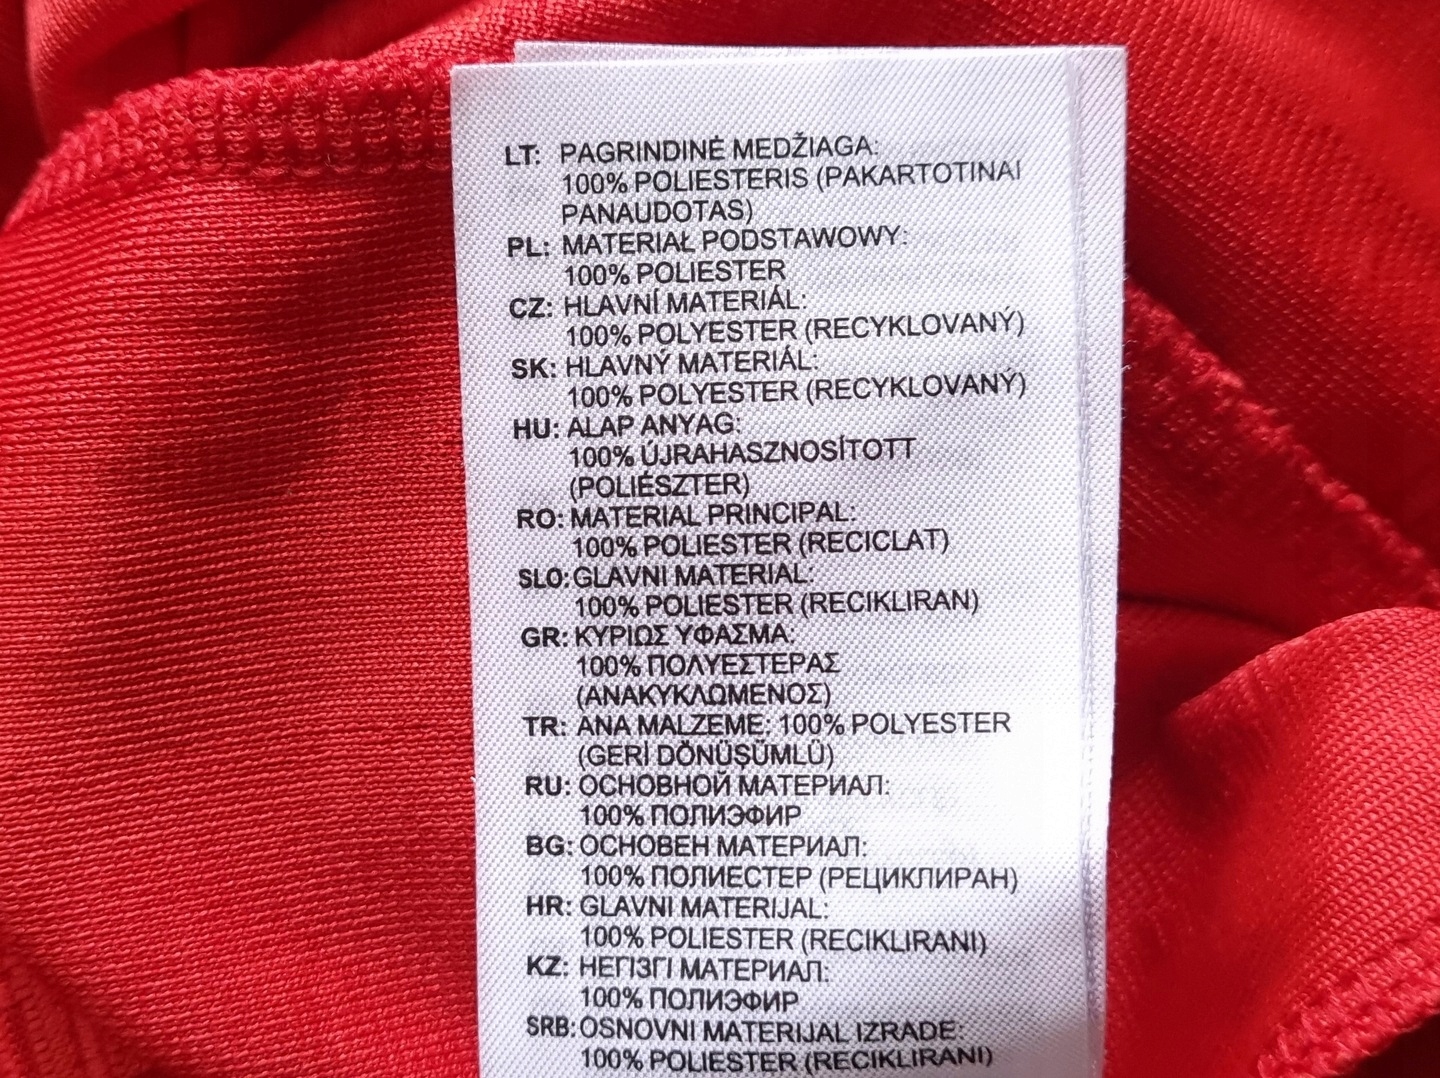 LT: PAGRINDINĖ MEDŽIAGA:
100% POLIESTERIS (PAKARTOTINAI
PANAUDOTAS)
PL: MATERIAŁ PODSTAWOWY:
100% POLIESTER
CZ: HLAVNÍ MATERIÁL:
100% POLYESTER (RECYKLOVANÝ)
SK: HLAVNÝ MATERIÁL:
100% POLYESTER (RECYKLOVANÝ)
HU: ALAP ANYAG:
100% ÚJRAHASZNOSÍTOTT
(POLIÉSZTER)
RO: MATERIAL PRINCIPAL:
100% POLIESTER (RECICLAT)
SLO: GLAVNI MATERIAL:
100% POLIESTER (RECIKLIRAN)
GR: ΚΥΡΙΩΣ ΥΦΑΣΜΑ:
100% ΠΟΛΥΕΣΤΕΡΑΣ
(ΑΝΑΚΥΚΛΩΜΕΝΟΣ)
TR: ANA MALZEME: 100% POLYESTER
(GERİ DÖNÜŞÜMLÜ)
RU: ОСНОВНОЙ МАТЕРИАЛ:
100% ПОЛИЭФИР
BG: ОСНОВЕН МАТЕРИАЛ:
100% ПОЛИЕСТЕР (РЕЦИКЛИРАН)
HR: GLAVNI MATERIJAL:
100% POLIESTER (RECIKLIRANI)
KZ: НЕГІЗГІ МАТЕРИАЛ:
100% ПОЛИЭФИР
SRB: OSNOVNI MATERIJAL IZRADE:
100% POLIESTER (RECIKLIRANI)